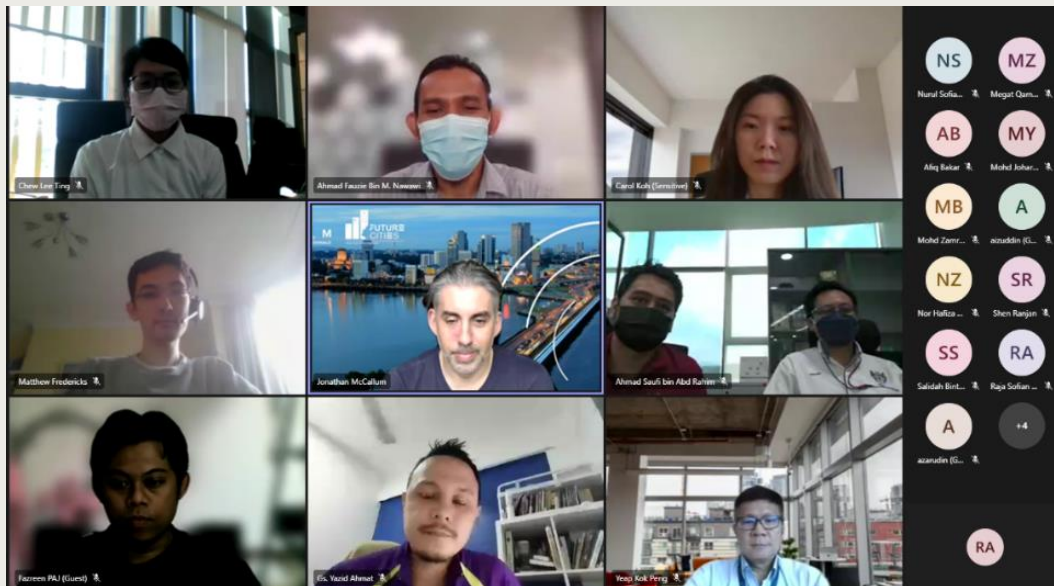 Chew Lee Ting
Ahmad Fauzie Bin M. Nawawi
Carol Koh (Sensitive)
Matthew Fredericks
M
FUTURE
CITIES
Jonathan McCallum
Ahmad Saufi bin Abd Rahim
Fazreen PAJ (Guest)
Gs. Yazid Ahmat
Yeap Kok Peng
NS
MZ
Nurul Sofia...
Megat Qam...
AB
MY
Afiq Bakar
Mohd Johar...
MB
A
Mohd Zamr...
aizuddin (G...
NZ
SR
Nor Hafiza ...
Shen Ranjan
SS
RA
Salidah Bint...
Raja Sofian ...
A
+4
azarudin (G...
RA